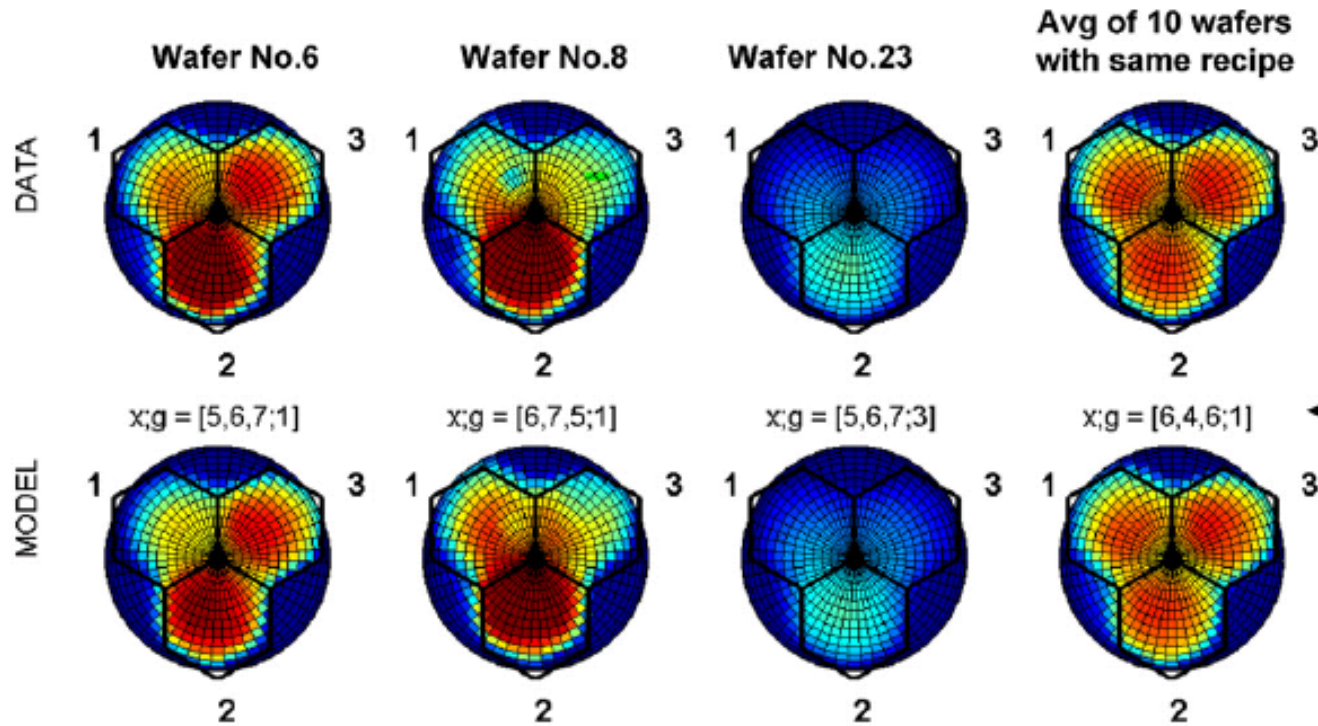 Wafer No.6
Wafer No.8
Wafer No.23
Avg of 10 wafers
with same recipe
DATA
1
3
2
1
3
2
1
3
2
1
3
2
x;g = [5,6,7;1]
x;g = [6,7,5;1]
x;g = [5,6,7;3]
x;g = [6,4,6;1]
MODEL
1
3
2
1
3
2
1
3
2
1
3
2